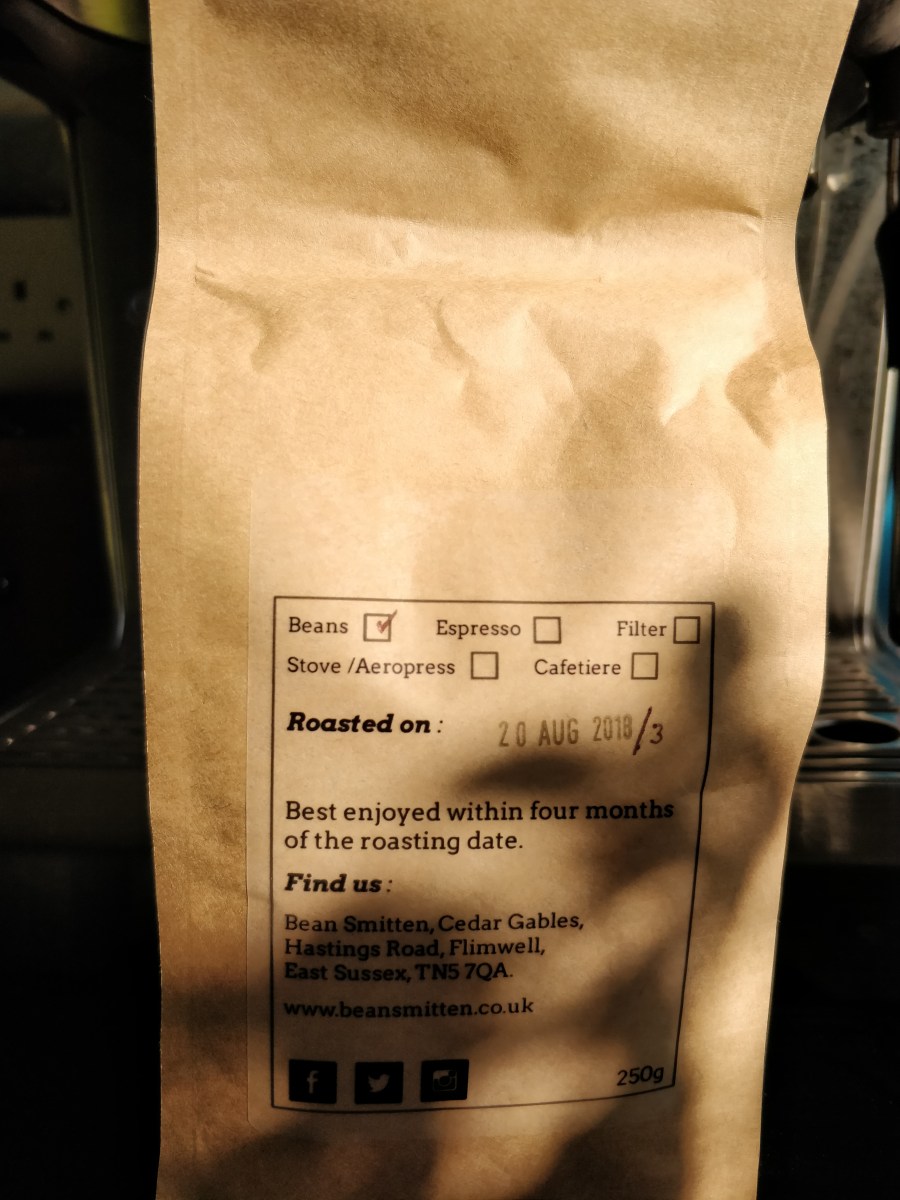 Beans Espresso Filter
Stove /Aeropress Cafetiere
Roasted on : 20 AUG 2018/3
Best enjoyed within four months
of the roasting date.
Find us :
Bean Smitten, Cedar Gables,
Hastings Road, Flimwell,
East Sussex, TN5 7QA.
www.beansmitten.co.uk
250g